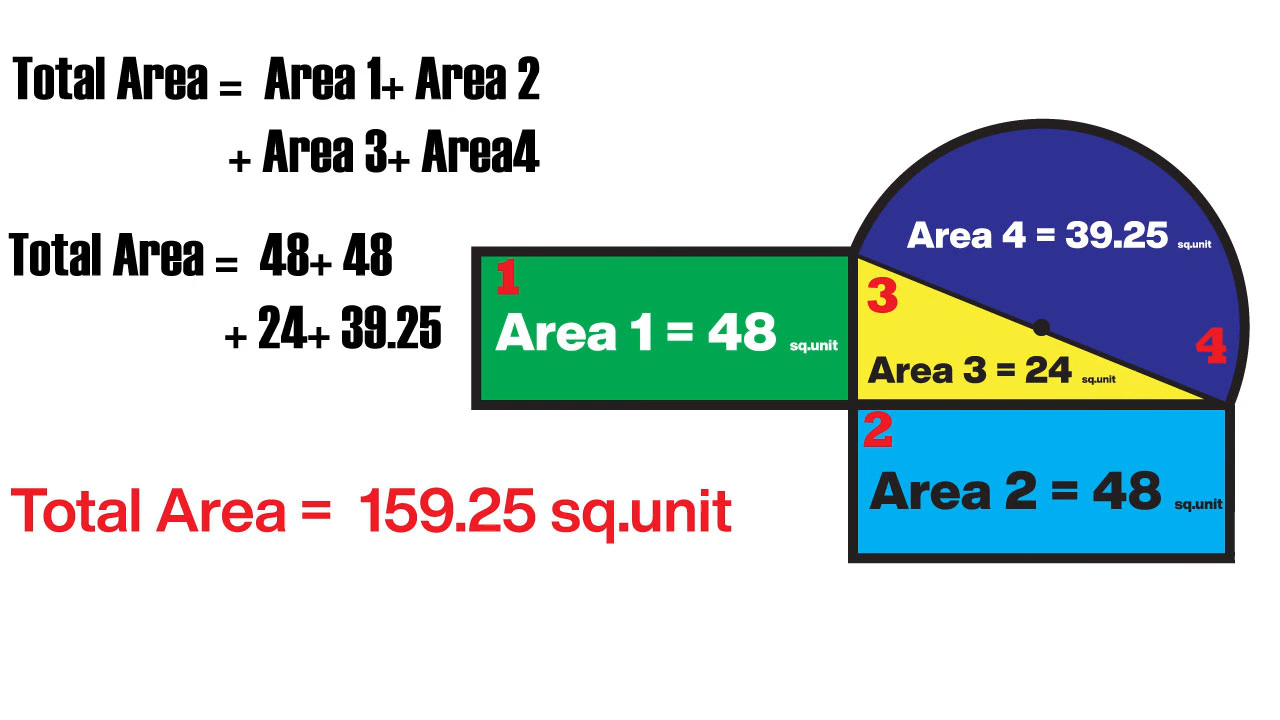 Total Area = Area 1+ Area 2
+ Area 3+ Area4
Total Area = 48+ 48
+ 24+ 39.25
Total Area = 159.25 sq.unit
1
Area 1 = 48 sq.unit
Area 4 = 39.25 sq.unit
3
4
Area 3 = 24 sq.unit
2
Area 2 = 48 sq.unit